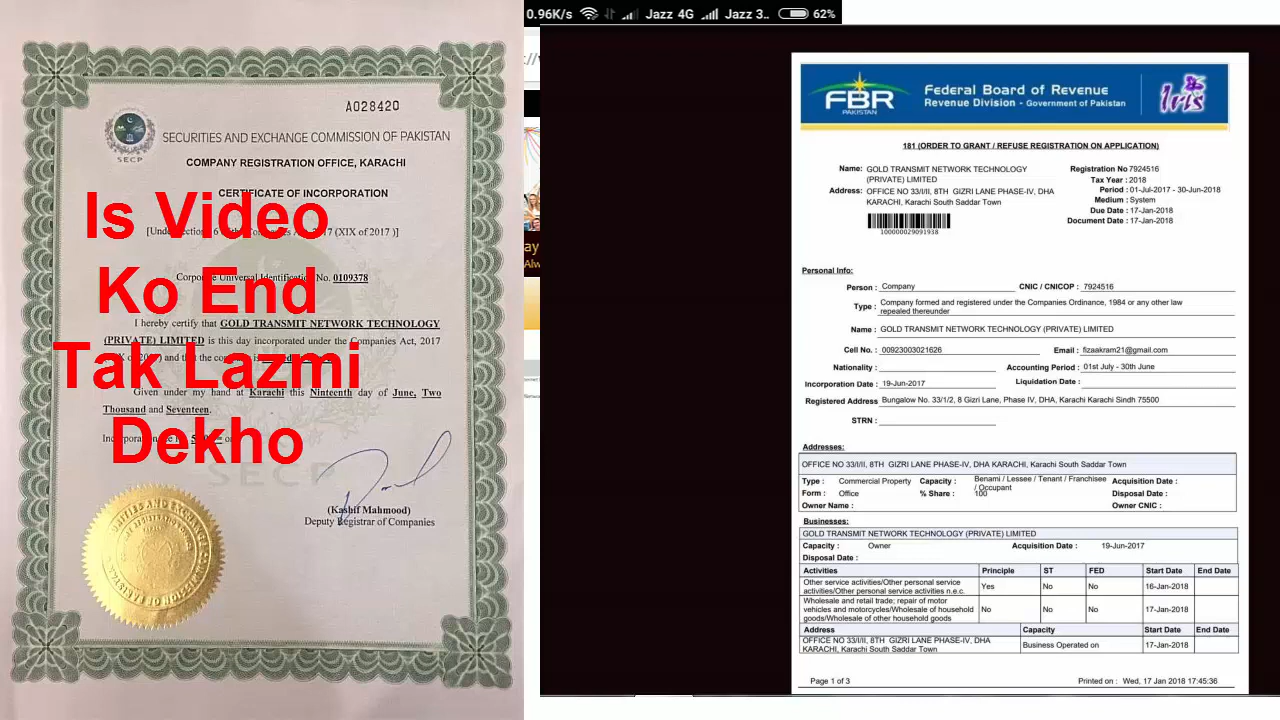 A028420
SECP
SECURITIES AND EXCHANGE COMMISSION OF PAKISTAN
COMPANY REGISTRATION OFFICE, KARACHI
CERTIFICATE OF INCORPORATION
2017 (XIX of 2017 )]
No. 0109378
I hereby certify that GOLD TRANSMIT NETWORK TECHNOLOGY
(PRIVATE) LIMITED is this day incorporated under the Companies Act, 2017
and that the
Given under my hand at Karachi this Ninteenth day of June, Two
Thousand and Seventeen.
SECP
(Kashif Mahmood)
Deputy Registrar of Companies
Is Video
Ko End
Tak Lazmi
Dekho
0.96K/s Jazz 4G Jazz 3.. 62%
FBR
PAKISTAN
Federal Board of Revenue
Revenue Division - Government of Pakistan
Iris
181 (ORDER TO GRANT / REFUSE REGISTRATION ON APPLICATION)
Name: GOLD TRANSMIT NETWORK TECHNOLOGY
(PRIVATE) LIMITED
Address: OFFICE NO 33/I/II, 8TH GIZRI LANE PHASE-IV, DHA
KARACHI, Karachi South Saddar Town
Registration No 7924516
Tax Year : 2018
Period : 01-Jul-2017 - 30-Jun-2018
Medium : System
Due Date : 17-Jan-2018
Document Date : 17-Jan-2018
100000029091938
Personal Info:
Person : Company CNIC / CNICOP : 7924516
Type : Company formed and registered under the Companies Ordinance, 1984 or any other law
repealed thereunder
Name : GOLD TRANSMIT NETWORK TECHNOLOGY (PRIVATE) LIMITED
Cell No. : 00923003021626 Email : fizaakram21@gmail.com
Nationality : Accounting Period : 01st July - 30th June
Incorporation Date : 19-Jun-2017 Liquidation Date :
Registered Address Bungalow No. 33/1/2, 8 Gizri Lane, Phase IV, DHA, Karachi Karachi Sindh 75500
STRN :
Addresses:
OFFICE NO 33/I/II, 8TH GIZRI LANE PHASE-IV, DHA KARACHI, Karachi South Saddar Town
Type : Commercial Property Capacity : Benami / Lessee / Tenant / Franchisee / Occupant Acquisition Date :
Form : Office % Share : 100 Disposal Date :
Owner Name : Owner CNIC :
Businesses:
GOLD TRANSMIT NETWORK TECHNOLOGY (PRIVATE) LIMITED
Capacity : Owner Acquisition Date : 19-Jun-2017
Disposal Date :
Activities Principle ST FED Start Date End Date
Other service activities/Other personal service
activities/Other personal service activities n.e.c. Yes No No 16-Jan-2018
Wholesale and retail trade; repair of motor
vehicles and motorcycles/Wholesale of household No No No 17-Jan-2018
goods/Wholesale of other household goods
Address Capacity Start Date End Date
OFFICE NO 33/I/II, 8TH GIZRI LANE PHASE-IV, DHA
KARACHI, Karachi South Saddar Town Business Operated on 17-Jan-2018
Page 1 of 3 Printed on : Wed, 17 Jan 2018 17:45:36